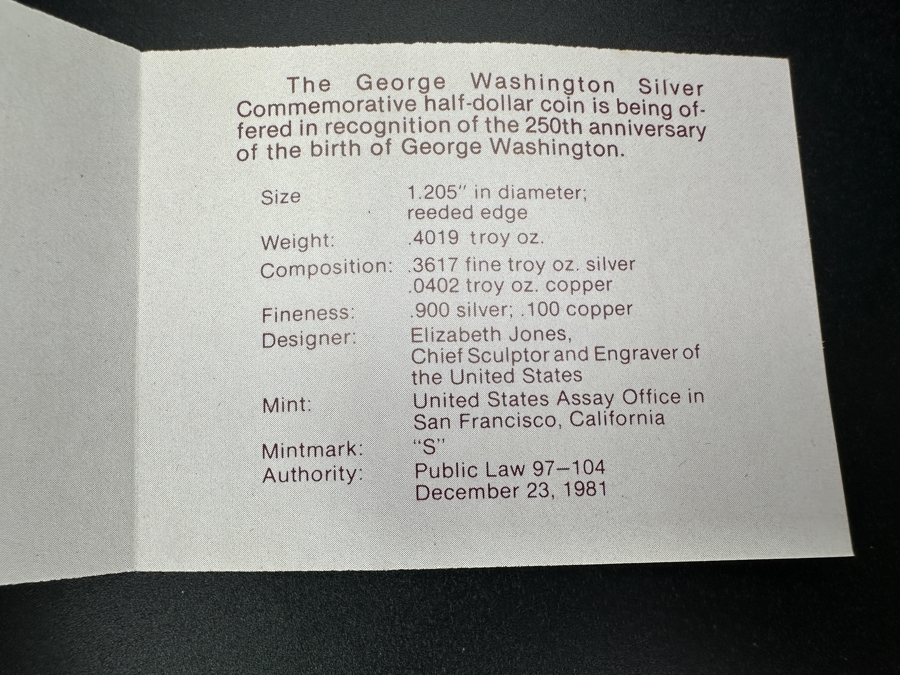 The George Washington Silver
Commemorative half-dollar coin is being of-
fered in recognition of the 250th anniversary
of the birth of George Washington.
Size 1.205″ in diameter;
reeded edge
Weight: .4019 troy oz.
Composition: .3617 fine troy oz. silver
.0402 troy oz. copper
Fineness: .900 silver; .100 copper
Designer: Elizabeth Jones,
Chief Sculptor and Engraver of
the United States
Mint: United States Assay Office in
San Francisco, California
Mintmark: “S”
Authority: Public Law 97–104
December 23, 1981